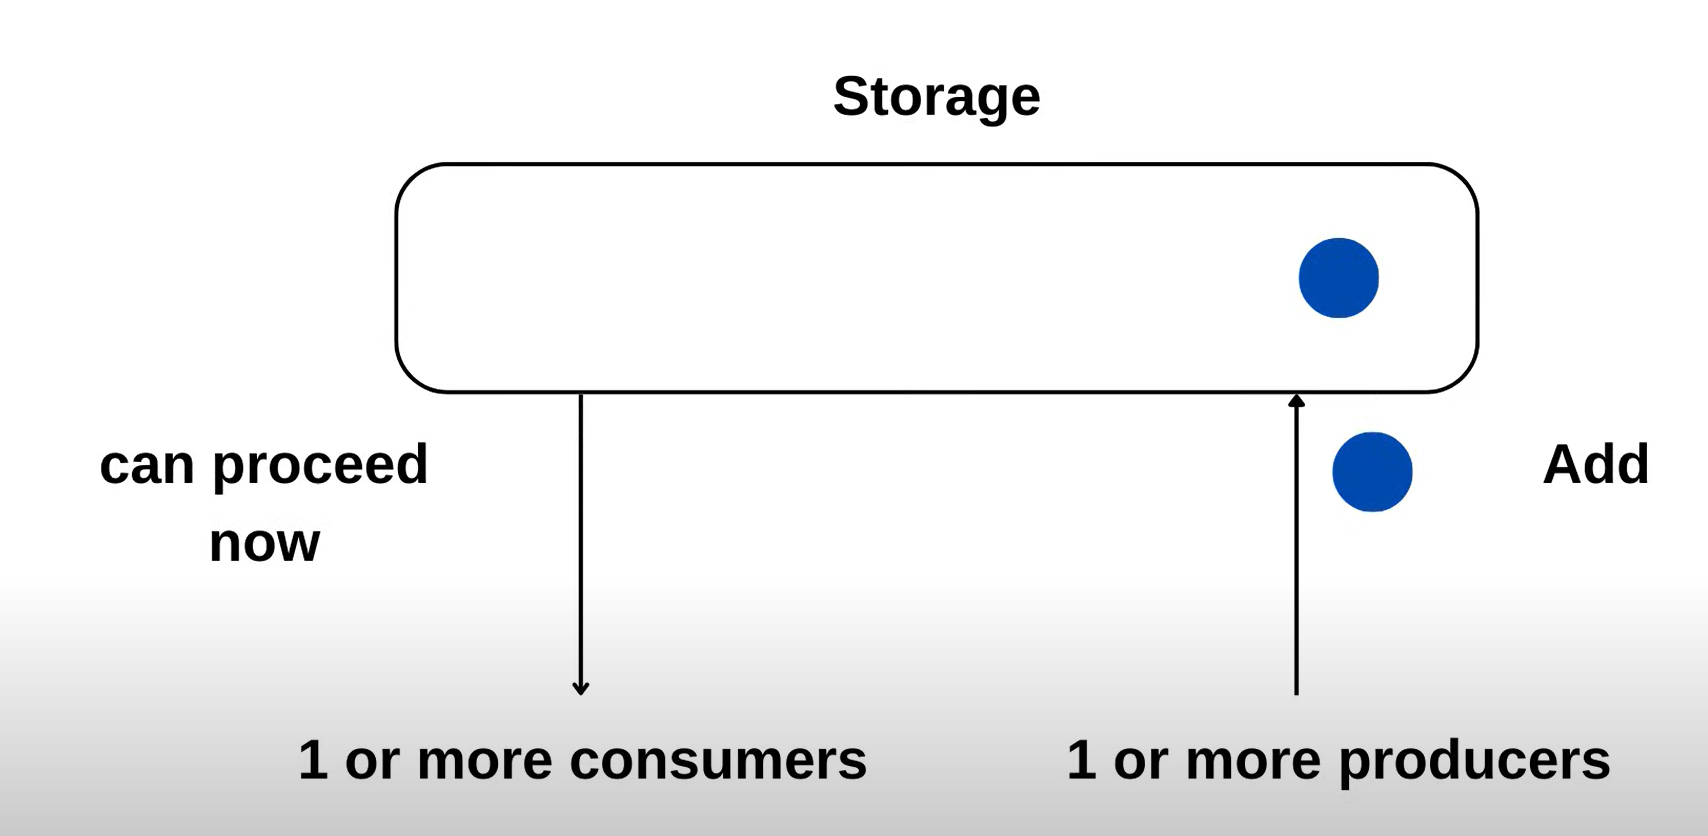 Storage
can proceed
now
Add
1 or more consumers
1 or more producers